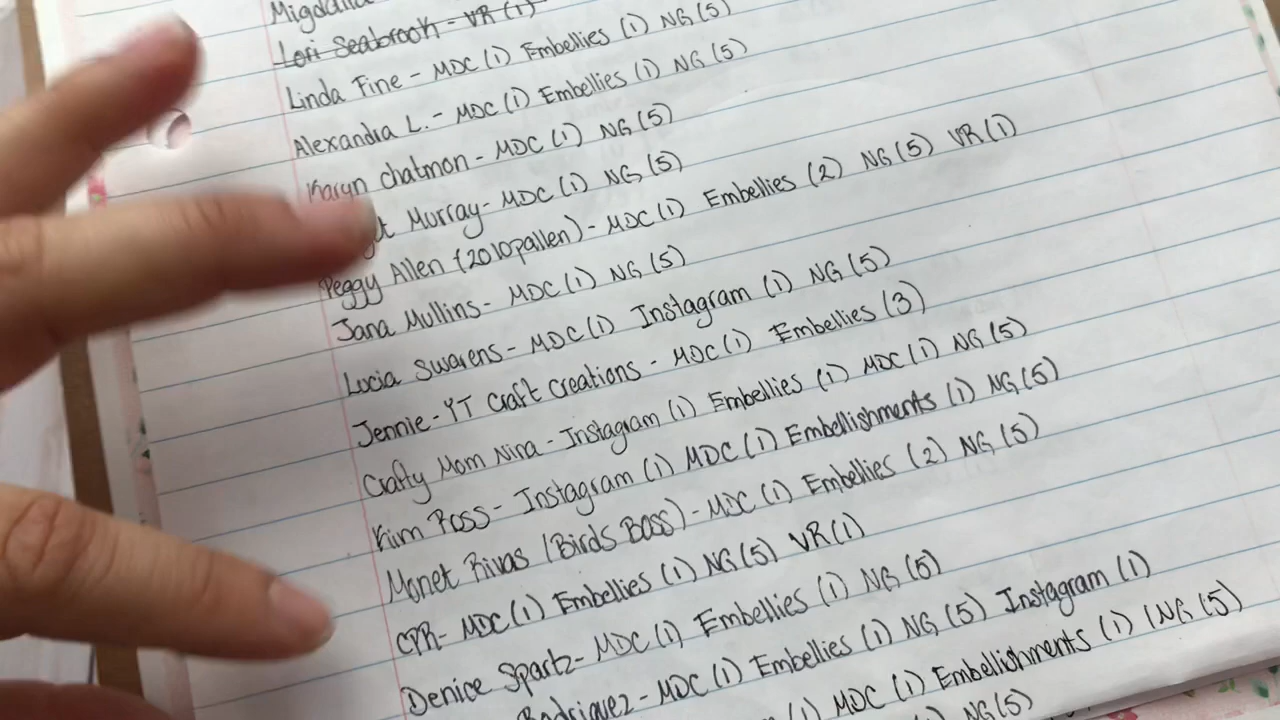 Lori Seabrook - VR (1)
Linda Fine - MDC (1) Embellies (1) NG (5)
Alexandra L. - MDC (1) Embellies (1) NG (5)
Karyn Chatmon - MDC (1) NG (5)
Murray - MDC (1) NG (5)
Peggy Allen (2010pallen) - MDC (1) Embellies (2) NG (5) VR (1)
Jana Mullins - MDC (1) NG (5)
Lucia Swarens - MDC (1) Instagram (1) NG (5)
Jennie - YT Craft Creations - MDC (1) Embellies (3)
Crafty Mom Nina - Instagram (1) Embellies (1) MDC (1) NG (5)
Kim Ross - Instagram (1) MDC (1) Embellishments (1) NG (5)
Monet Rivas (Birds Bass) - MDC (1) Embellies (2) NG (5)
CPR - MDC (1) Embellies (1) NG (5) VR (1)
Denice Spartz - MDC (1) Embellies (1) NG (5)
Rodriguez - MDC (1) Embellies (1) NG (5) Instagram (1)
(1) MDC (1) Embellishments (1) NG (5)
NG (5)